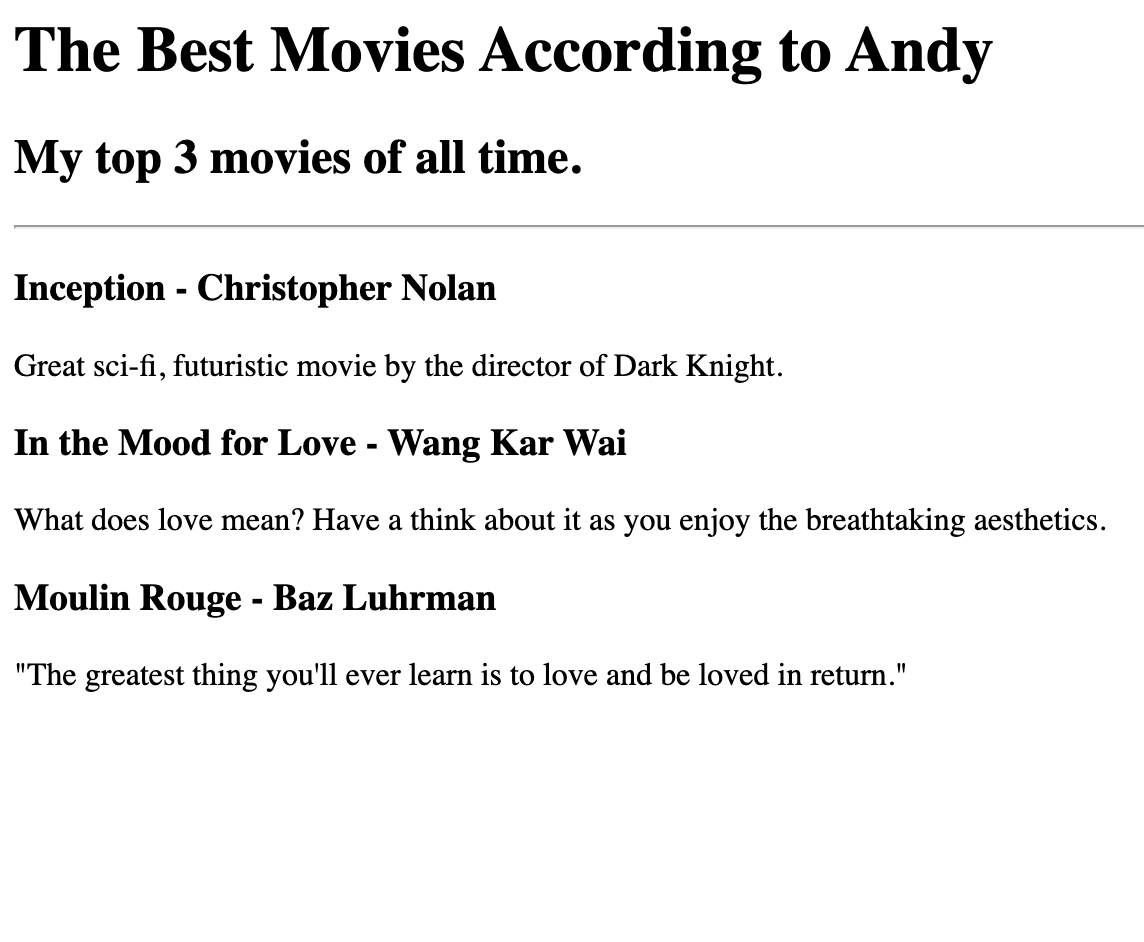 The Best Movies According to Andy
My top 3 movies of all time.
Inception - Christopher Nolan
Great sci-fi, futuristic movie by the director of Dark Knight.
In the Mood for Love - Wang Kar Wai
What does love mean? Have a think about it as you enjoy the breathtaking aesthetics.
Moulin Rouge - Baz Luhrman
"The greatest thing you'll ever learn is to love and be loved in return."